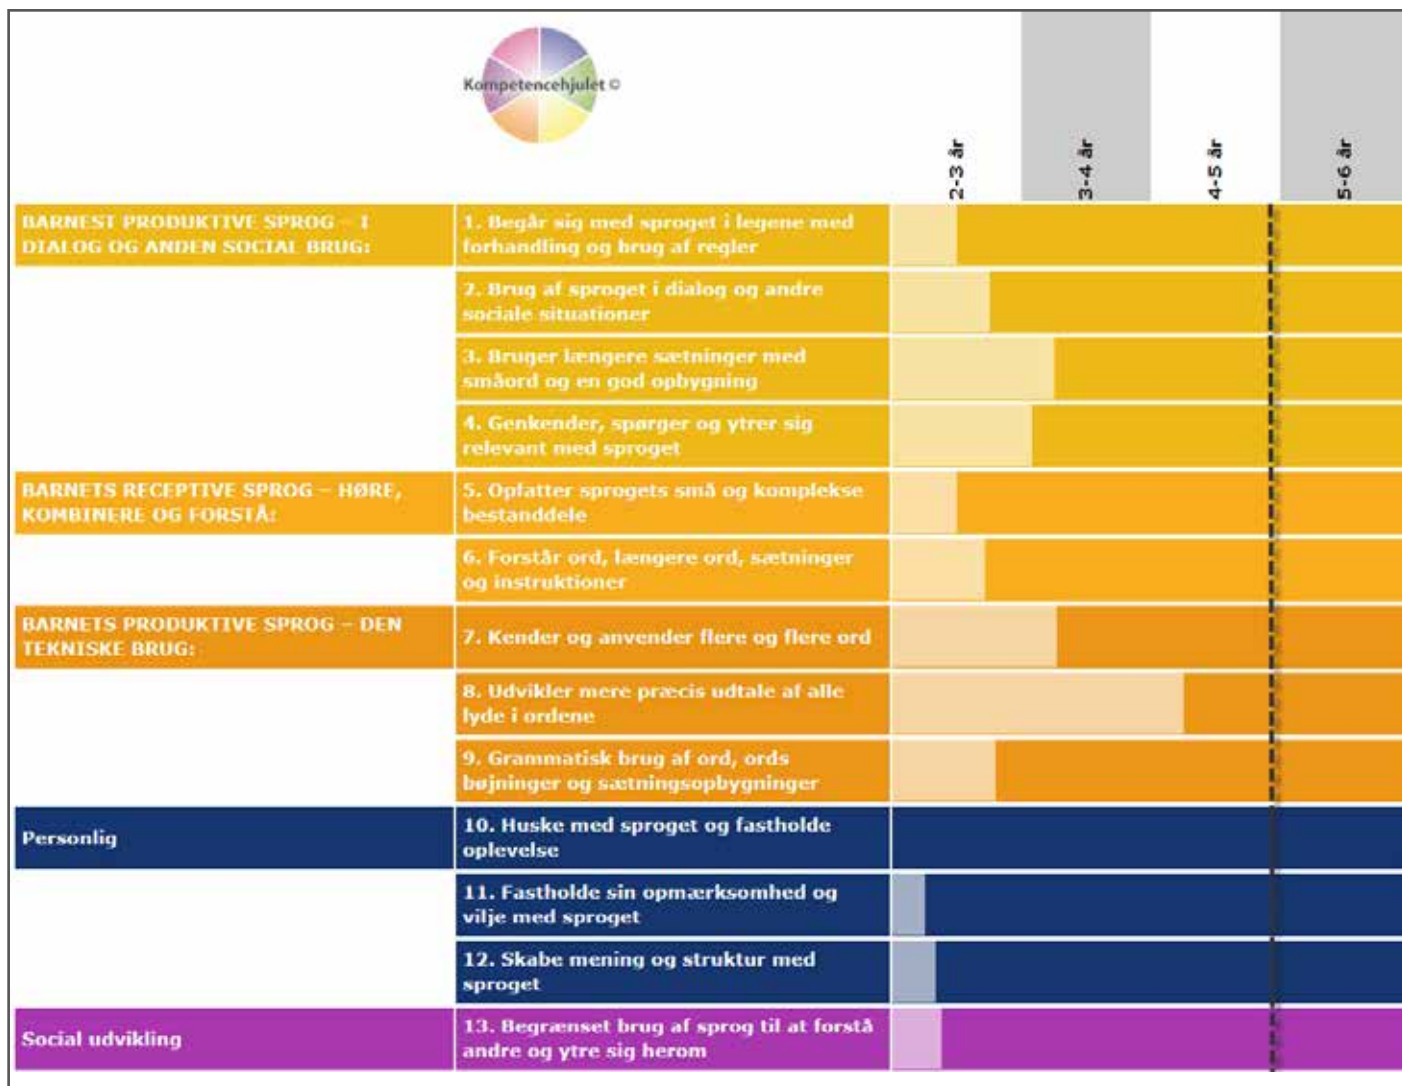 Kompetencehjulet ©
2-3 år
3-4 år
4-5 år
5-6 år
BARNEST PRODUKTIVE SPROG – I
DIALOG OG ANDEN SOCIAL BRUG:
1. Begår sig med sproget i legene med
forhandling og brug af regler
2. Brug af sproget i dialog og andre
sociale situationer
3. Bruger længere sætninger med
småord og en god opbygning
4. Genkender, spørger og ytrer sig
relevant med sproget
BARNETS RECEPTIVE SPROG – HØRE,
KOMBINERE OG FORSTÅ:
5. Opfatter sprogets små og komplekse
bestanddele
6. Forstår ord, længere ord, sætninger
og instruktioner
BARNETS PRODUKTIVE SPROG – DEN
TEKNISKE BRUG:
7. Kender og anvender flere og flere ord
8. Udvikler mere præcis udtale af alle
lyde i ordene
9. Grammatisk brug af ord, ords
bøjninger og sætningsopbygninger
Personlig
10. Huske med sproget og fastholde
oplevelse
11. Fastholde sin opmærksomhed og
vilje med sproget
12. Skabe mening og struktur med
sproget
Social udvikling
13. Begrænset brug af sprog til at forstå
andre og ytre sig herom